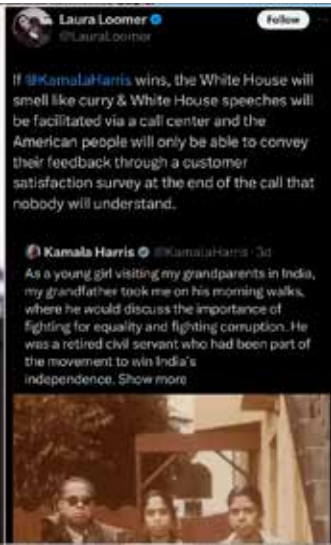 Laura Loomer
Follow
@LauraLoomer
If @KamalaHarris wins, the White House will
smell like curry & White House speeches will
be facilitated via a call center and the
American people will only be able to convey
their feedback through a customer
satisfaction survey at the end of the call that
nobody will understand.
Kamala Harris @KamalaHarris · 3d
As a young girl visiting my grandparents in India,
my grandfather took me on his morning walks,
where he would discuss the importance of
fighting for equality and fighting corruption. He
was a retired civil servant who had been part of
the movement to win India's
independence. Show more